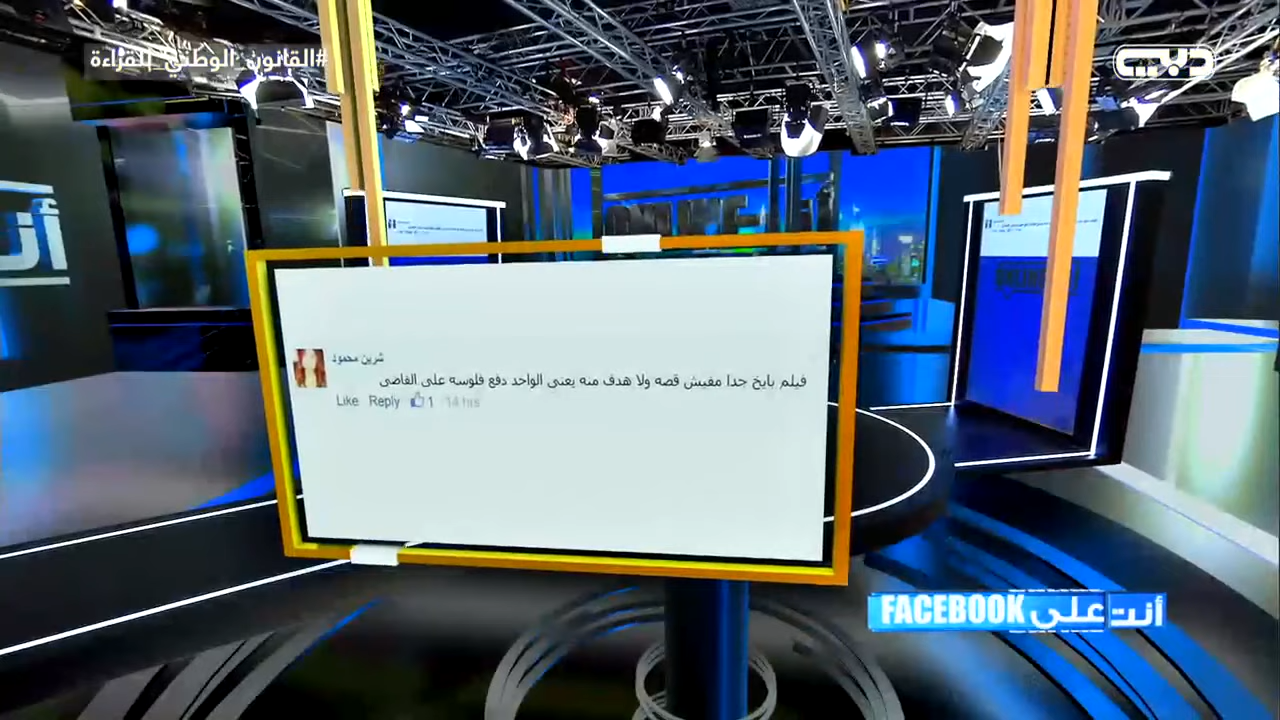 #القانون_الوطني_للقراءة
دبي
أنت
شرين محمود
فيلم بايخ جدا مفيش قصه ولا هدف منه يعنى الواحد دفع فلوسه على الفاضى
Like Reply 1 14 hrs
أنت على FACEBOOK